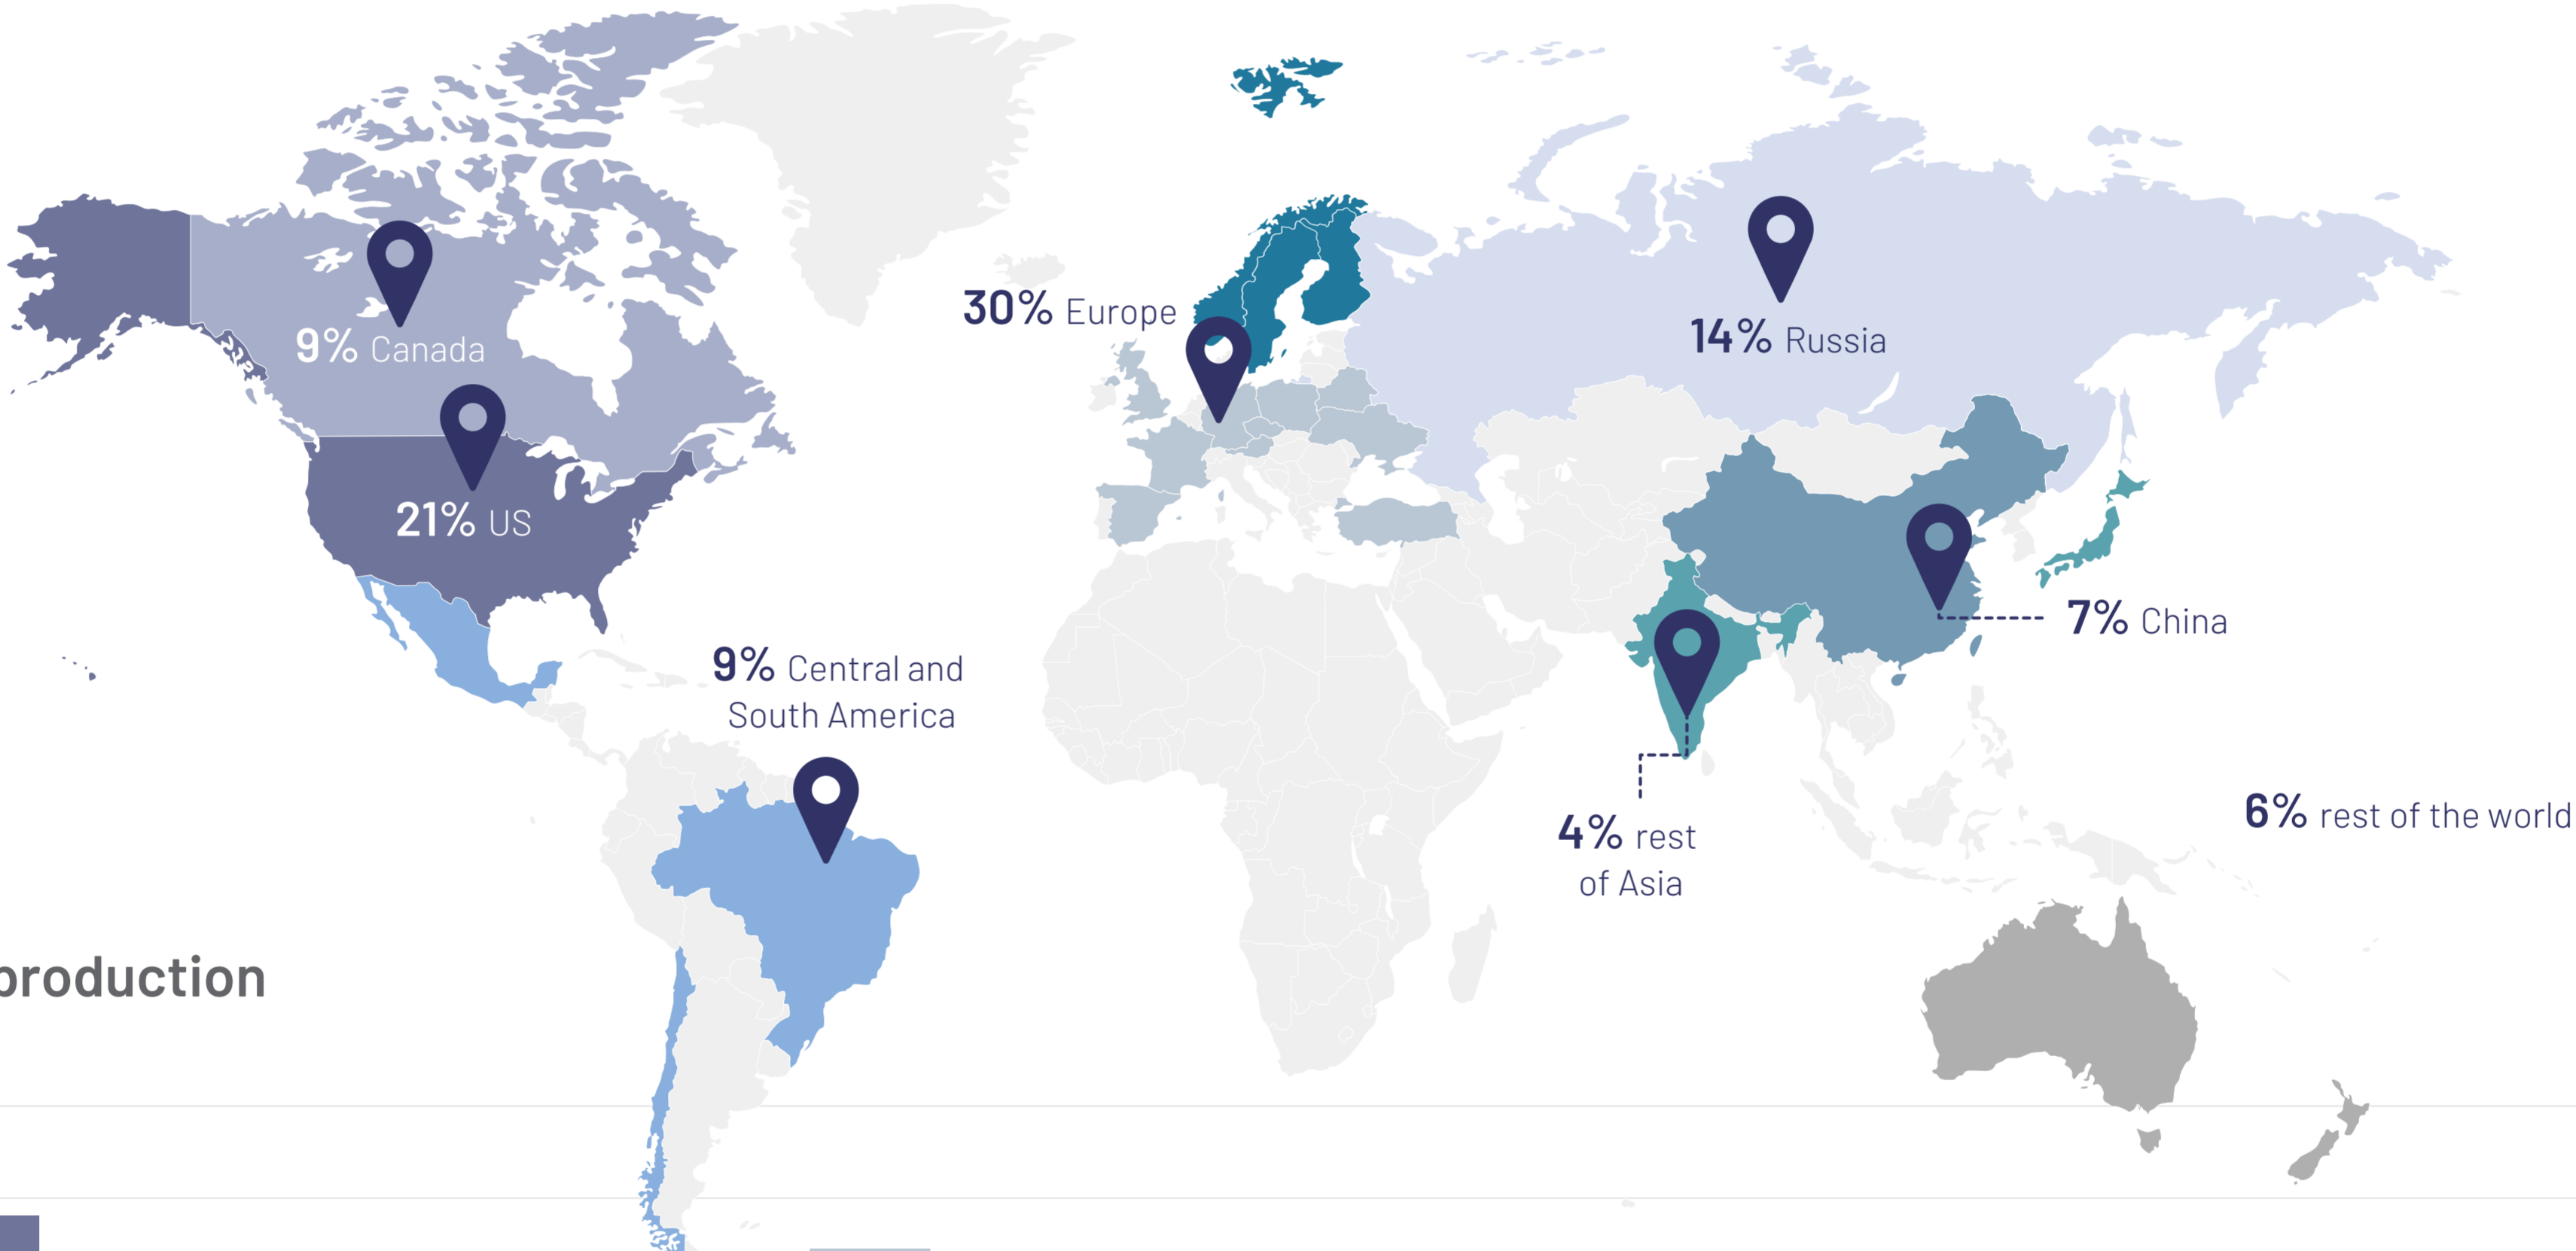 9% Canada
21% US
30% Europe
14% Russia
7% China
9% Central and
South America
4% rest
of Asia
6% rest of the world
production